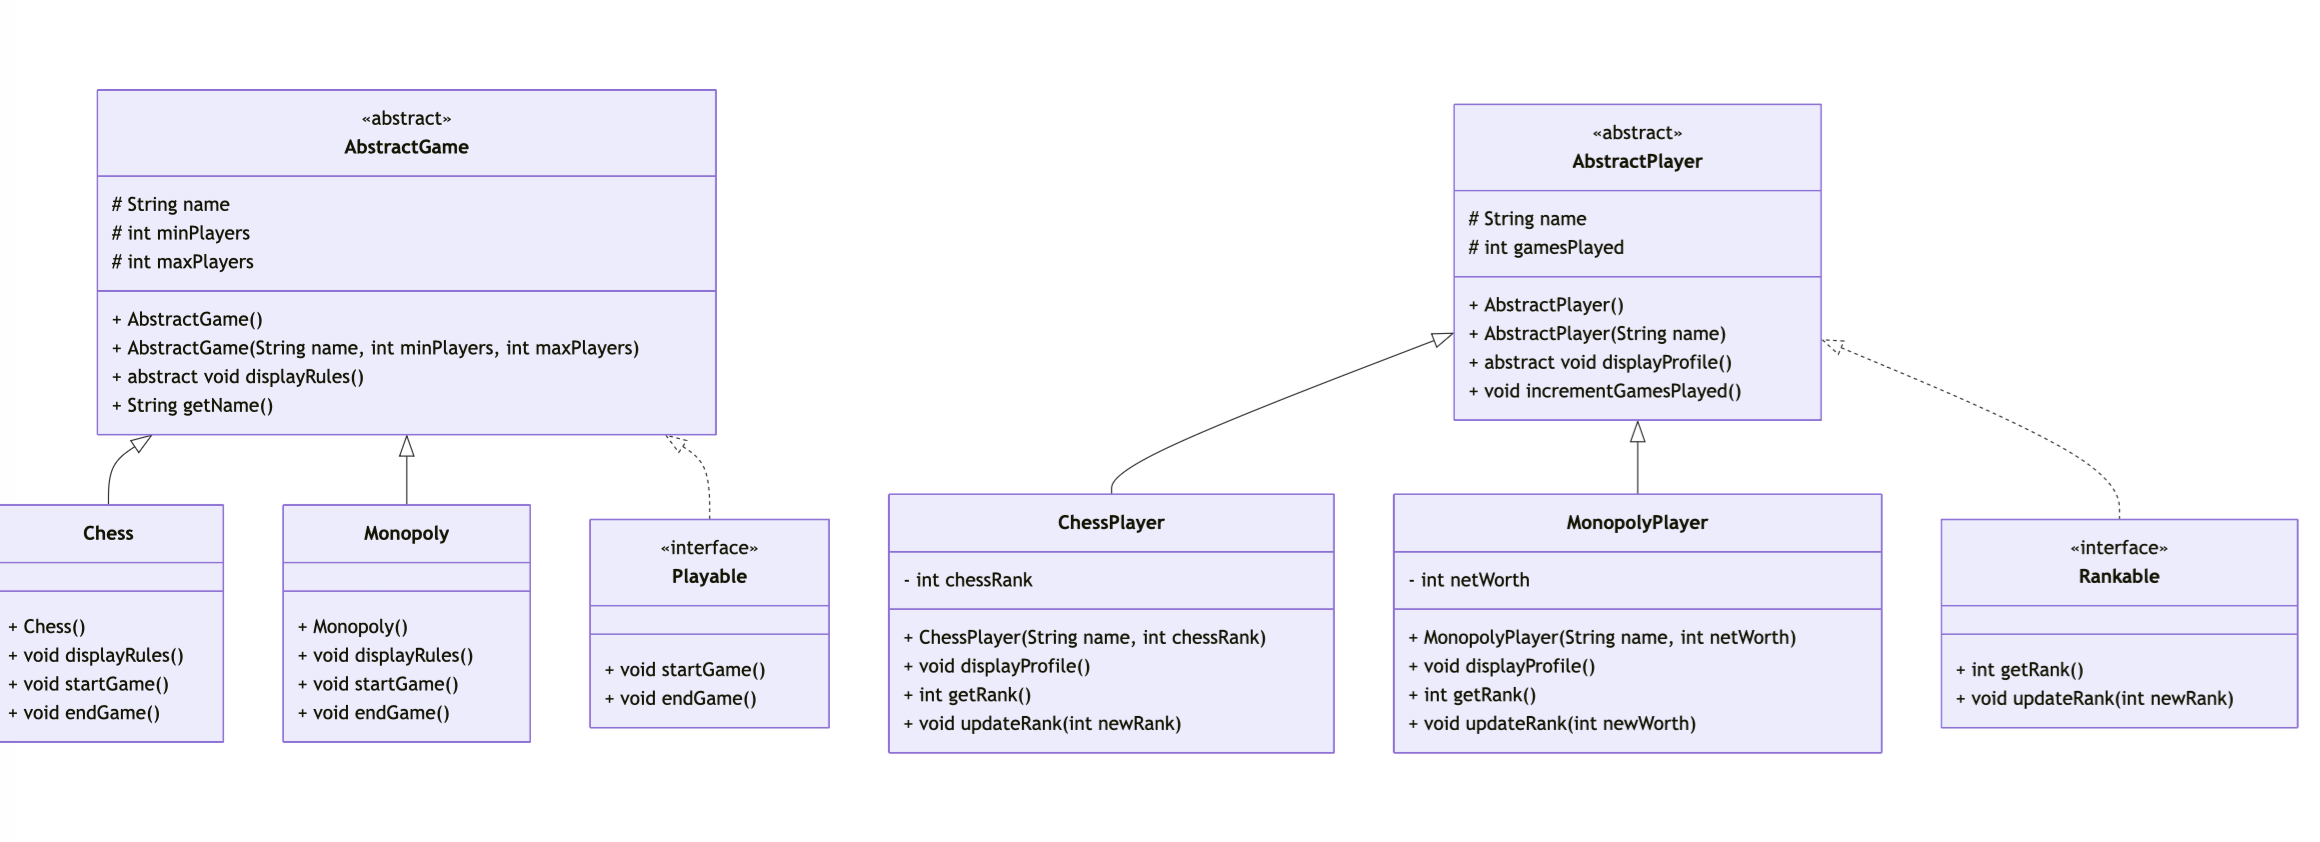 «abstract»
AbstractGame
# String name
# int minPlayers
# int maxPlayers
+ AbstractGame()
+ AbstractGame(String name, int minPlayers, int maxPlayers)
+ abstract void displayRules()
+ String getName()
«abstract»
AbstractPlayer
# String name
# int gamesPlayed
+ AbstractPlayer()
+ AbstractPlayer(String name)
+ abstract void displayProfile()
+ void incrementGamesPlayed()
Chess
+ Chess()
+ void displayRules()
+ void startGame()
+ void endGame()
Monopoly
+ Monopoly()
+ void displayRules()
+ void startGame()
+ void endGame()
«interface»
Playable
+ void startGame()
+ void endGame()
ChessPlayer
- int chessRank
+ ChessPlayer(String name, int chessRank)
+ void displayProfile()
+ int getRank()
+ void updateRank(int newRank)
MonopolyPlayer
- int netWorth
+ MonopolyPlayer(String name, int netWorth)
+ void displayProfile()
+ int getRank()
+ void updateRank(int newWorth)
«interface»
Rankable
+ int getRank()
+ void updateRank(int newRank)